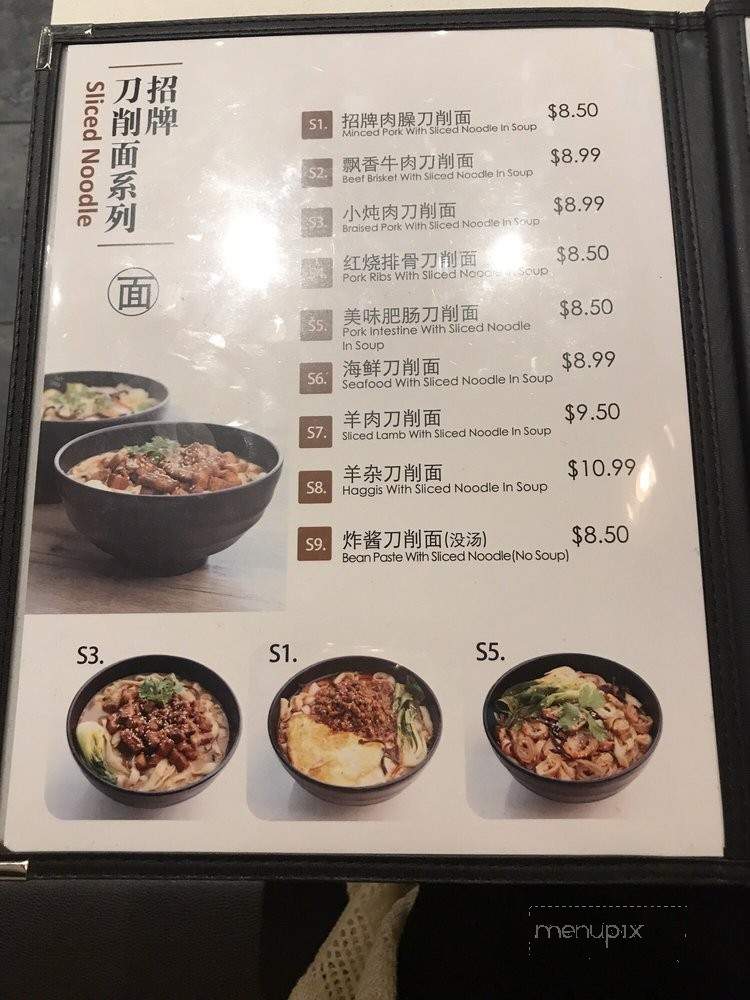 招牌
刀削面系列
Sliced Noodle
面
S1. 招牌肉臊刀削面 $8.50
Minced Pork With Sliced Noodle In Soup
S2. 飘香牛肉刀削面 $8.99
Beef Brisket With Sliced Noodle In Soup
S3. 小炖肉刀削面 $8.99
Braised Pork With Sliced Noodle In Soup
S4. 红烧排骨刀削面 $8.50
Pork Ribs With Sliced Noodle In Soup
S5. 美味肥肠刀削面 $8.50
Pork Intestine With Sliced Noodle
In Soup
S6. 海鲜刀削面 $8.99
Seafood With Sliced Noodle In Soup
S7. 羊肉刀削面 $9.50
Sliced Lamb With Sliced Noodle In Soup
S8. 羊杂刀削面 $10.99
Haggis With Sliced Noodle In Soup
S9. 炸酱刀削面(没汤) $8.50
Bean Paste With Sliced Noodle(No Soup)
S3. S1. S5.
menupix